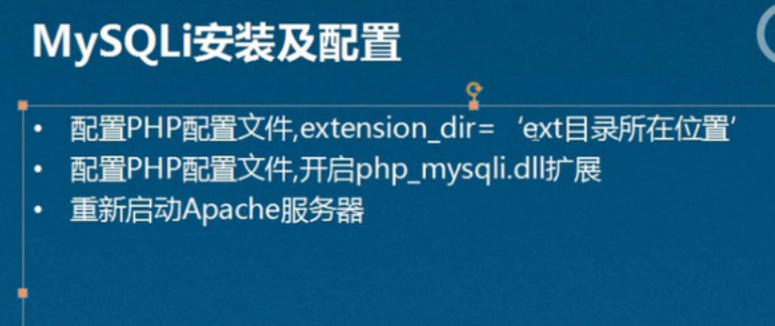 MySQLi安装及配置
• 配置PHP配置文件,extension_dir=‘ext目录所在位置’
• 配置PHP配置文件,开启php_mysqli.dll扩展
• 重新启动Apache服务器